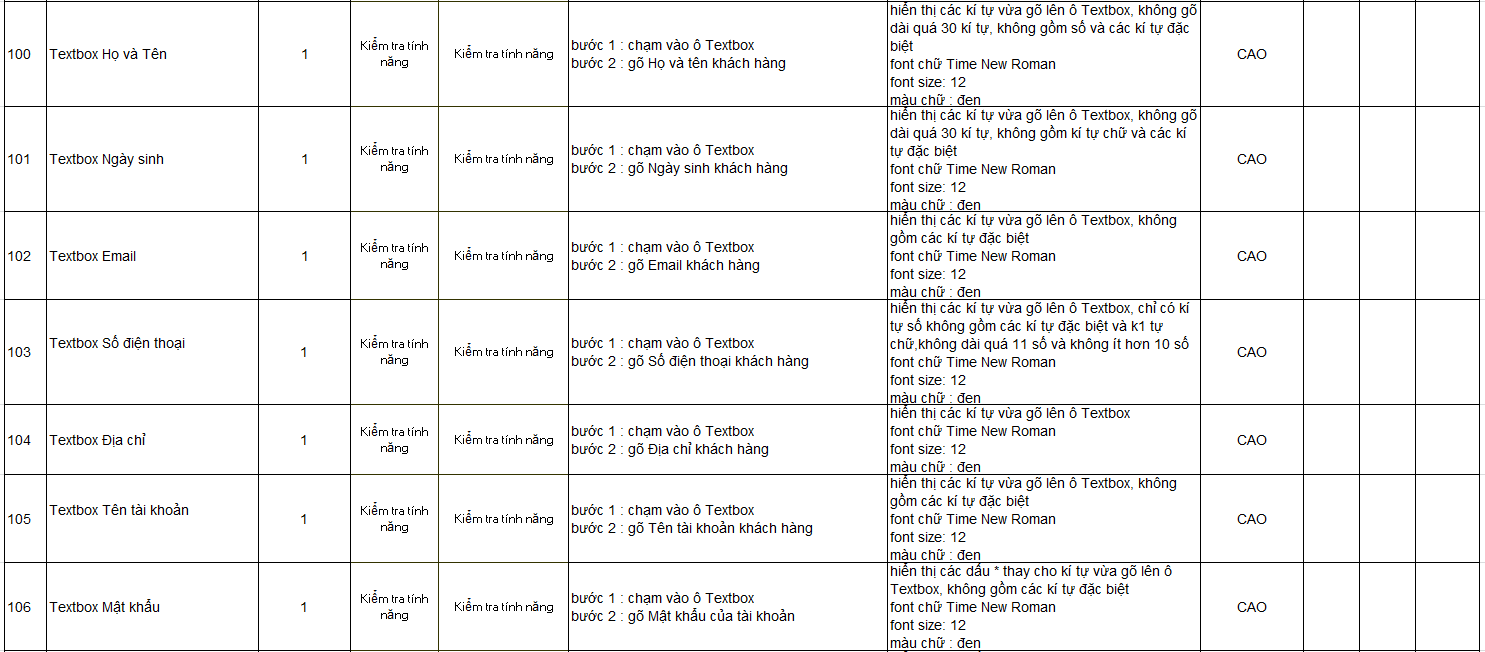 100
Textbox Họ và Tên
1
Kiểm tra tính
năng
Kiểm tra tính năng
bước 1 : chạm vào ô Textbox
bước 2 : gõ Họ và tên khách hàng
hiển thị các kí tự vừa gõ lên ô Textbox, không gõ
dài quá 30 kí tự, không gồm số và các kí tự đặc
biệt
font chữ Time New Roman
font size: 12
màu chữ : đen
CAO
101
Textbox Ngày sinh
1
Kiểm tra tính
năng
Kiểm tra tính năng
bước 1 : chạm vào ô Textbox
bước 2 : gõ Ngày sinh khách hàng
hiển thị các kí tự vừa gõ lên ô Textbox, không gõ
dài quá 30 kí tự, không gồm kí tự chữ và các kí
tự đặc biệt
font chữ Time New Roman
font size: 12
màu chữ : đen
CAO
102
Textbox Email
1
Kiểm tra tính
năng
Kiểm tra tính năng
bước 1 : chạm vào ô Textbox
bước 2 : gõ Email khách hàng
hiển thị các kí tự vừa gõ lên ô Textbox, không
gồm các kí tự đặc biệt
font chữ Time New Roman
font size: 12
màu chữ : đen
CAO
103
Textbox Số điện thoại
1
Kiểm tra tính
năng
Kiểm tra tính năng
bước 1 : chạm vào ô Textbox
bước 2 : gõ Số điện thoại khách hàng
hiển thị các kí tự vừa gõ lên ô Textbox, chỉ có kí
tự số không gồm các kí tự đặc biệt và k1 tự
chữ,không dài quá 11 số và không ít hơn 10 số
font chữ Time New Roman
font size: 12
màu chữ : đen
CAO
104
Textbox Địa chỉ
1
Kiểm tra tính
năng
Kiểm tra tính năng
bước 1 : chạm vào ô Textbox
bước 2 : gõ Địa chỉ khách hàng
hiển thị các kí tự vừa gõ lên ô Textbox
font chữ Time New Roman
font size: 12
màu chữ : đen
CAO
105
Textbox Tên tài khoản
1
Kiểm tra tính
năng
Kiểm tra tính năng
bước 1 : chạm vào ô Textbox
bước 2 : gõ Tên tài khoản khách hàng
hiển thị các kí tự vừa gõ lên ô Textbox, không
gồm các kí tự đặc biệt
font chữ Time New Roman
font size: 12
màu chữ : đen
CAO
106
Textbox Mật khẩu
1
Kiểm tra tính
năng
Kiểm tra tính năng
bước 1 : chạm vào ô Textbox
bước 2 : gõ Mật khẩu của tài khoản
hiển thị các dấu * thay cho kí tự vừa gõ lên ô
Textbox, không gồm các kí tự đặc biệt
font chữ Time New Roman
font size: 12
màu chữ : đen
CAO